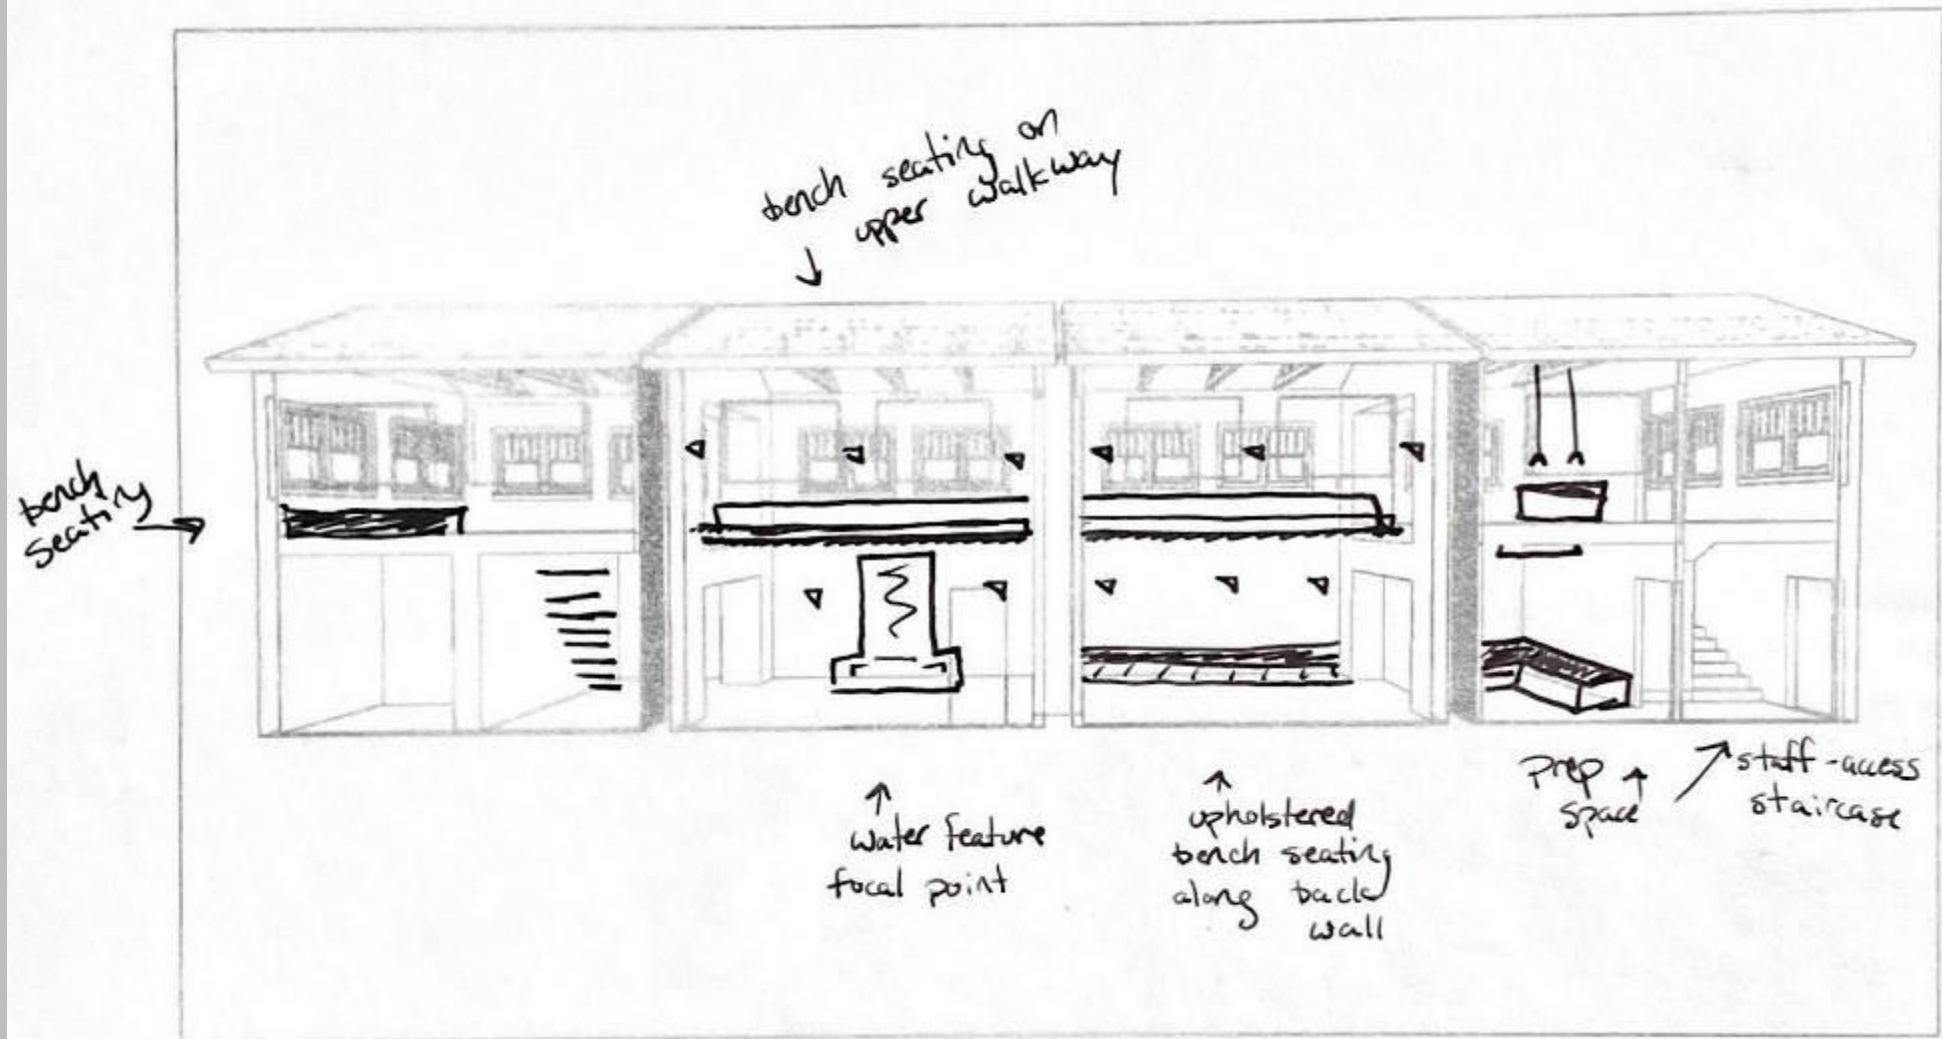 bench seating on
upper walkway
bench
seating
water feature
focal point
upholstered
bench seating
along back
wall
prep
space
staff-access
staircase